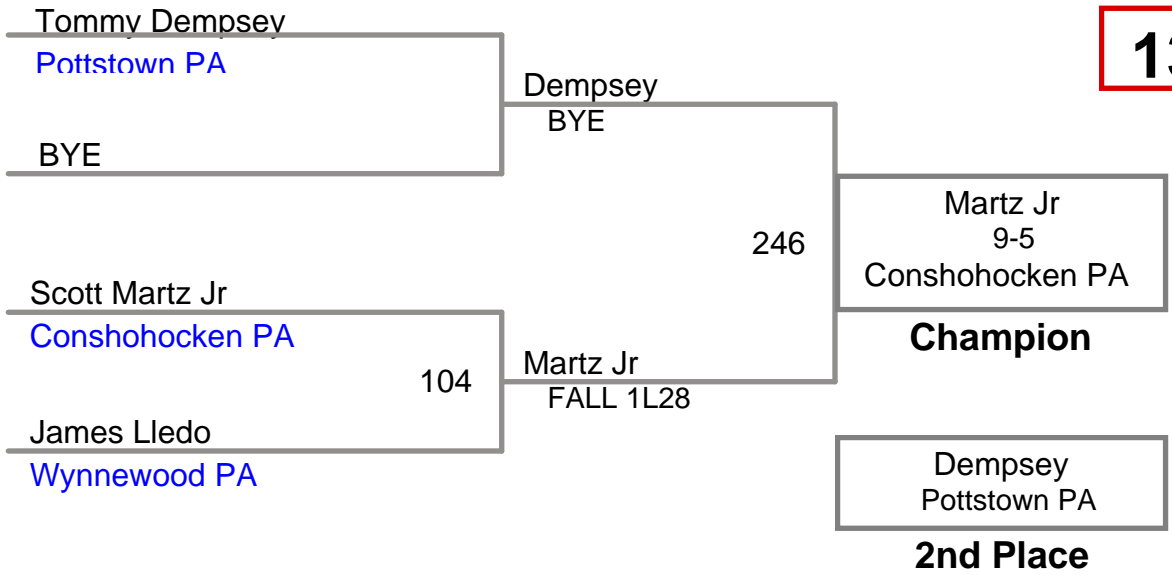 Tommy Dempsey
Pottstown PA
BYE
Scott Martz Jr
Conshohocken PA
104
James Lledo
Wynnewood PA
Dempsey
BYE
246
Martz Jr
FALL 1L28
Martz Jr
9-5
Conshohocken PA
Champion
Dempsey
Pottstown PA
2nd Place